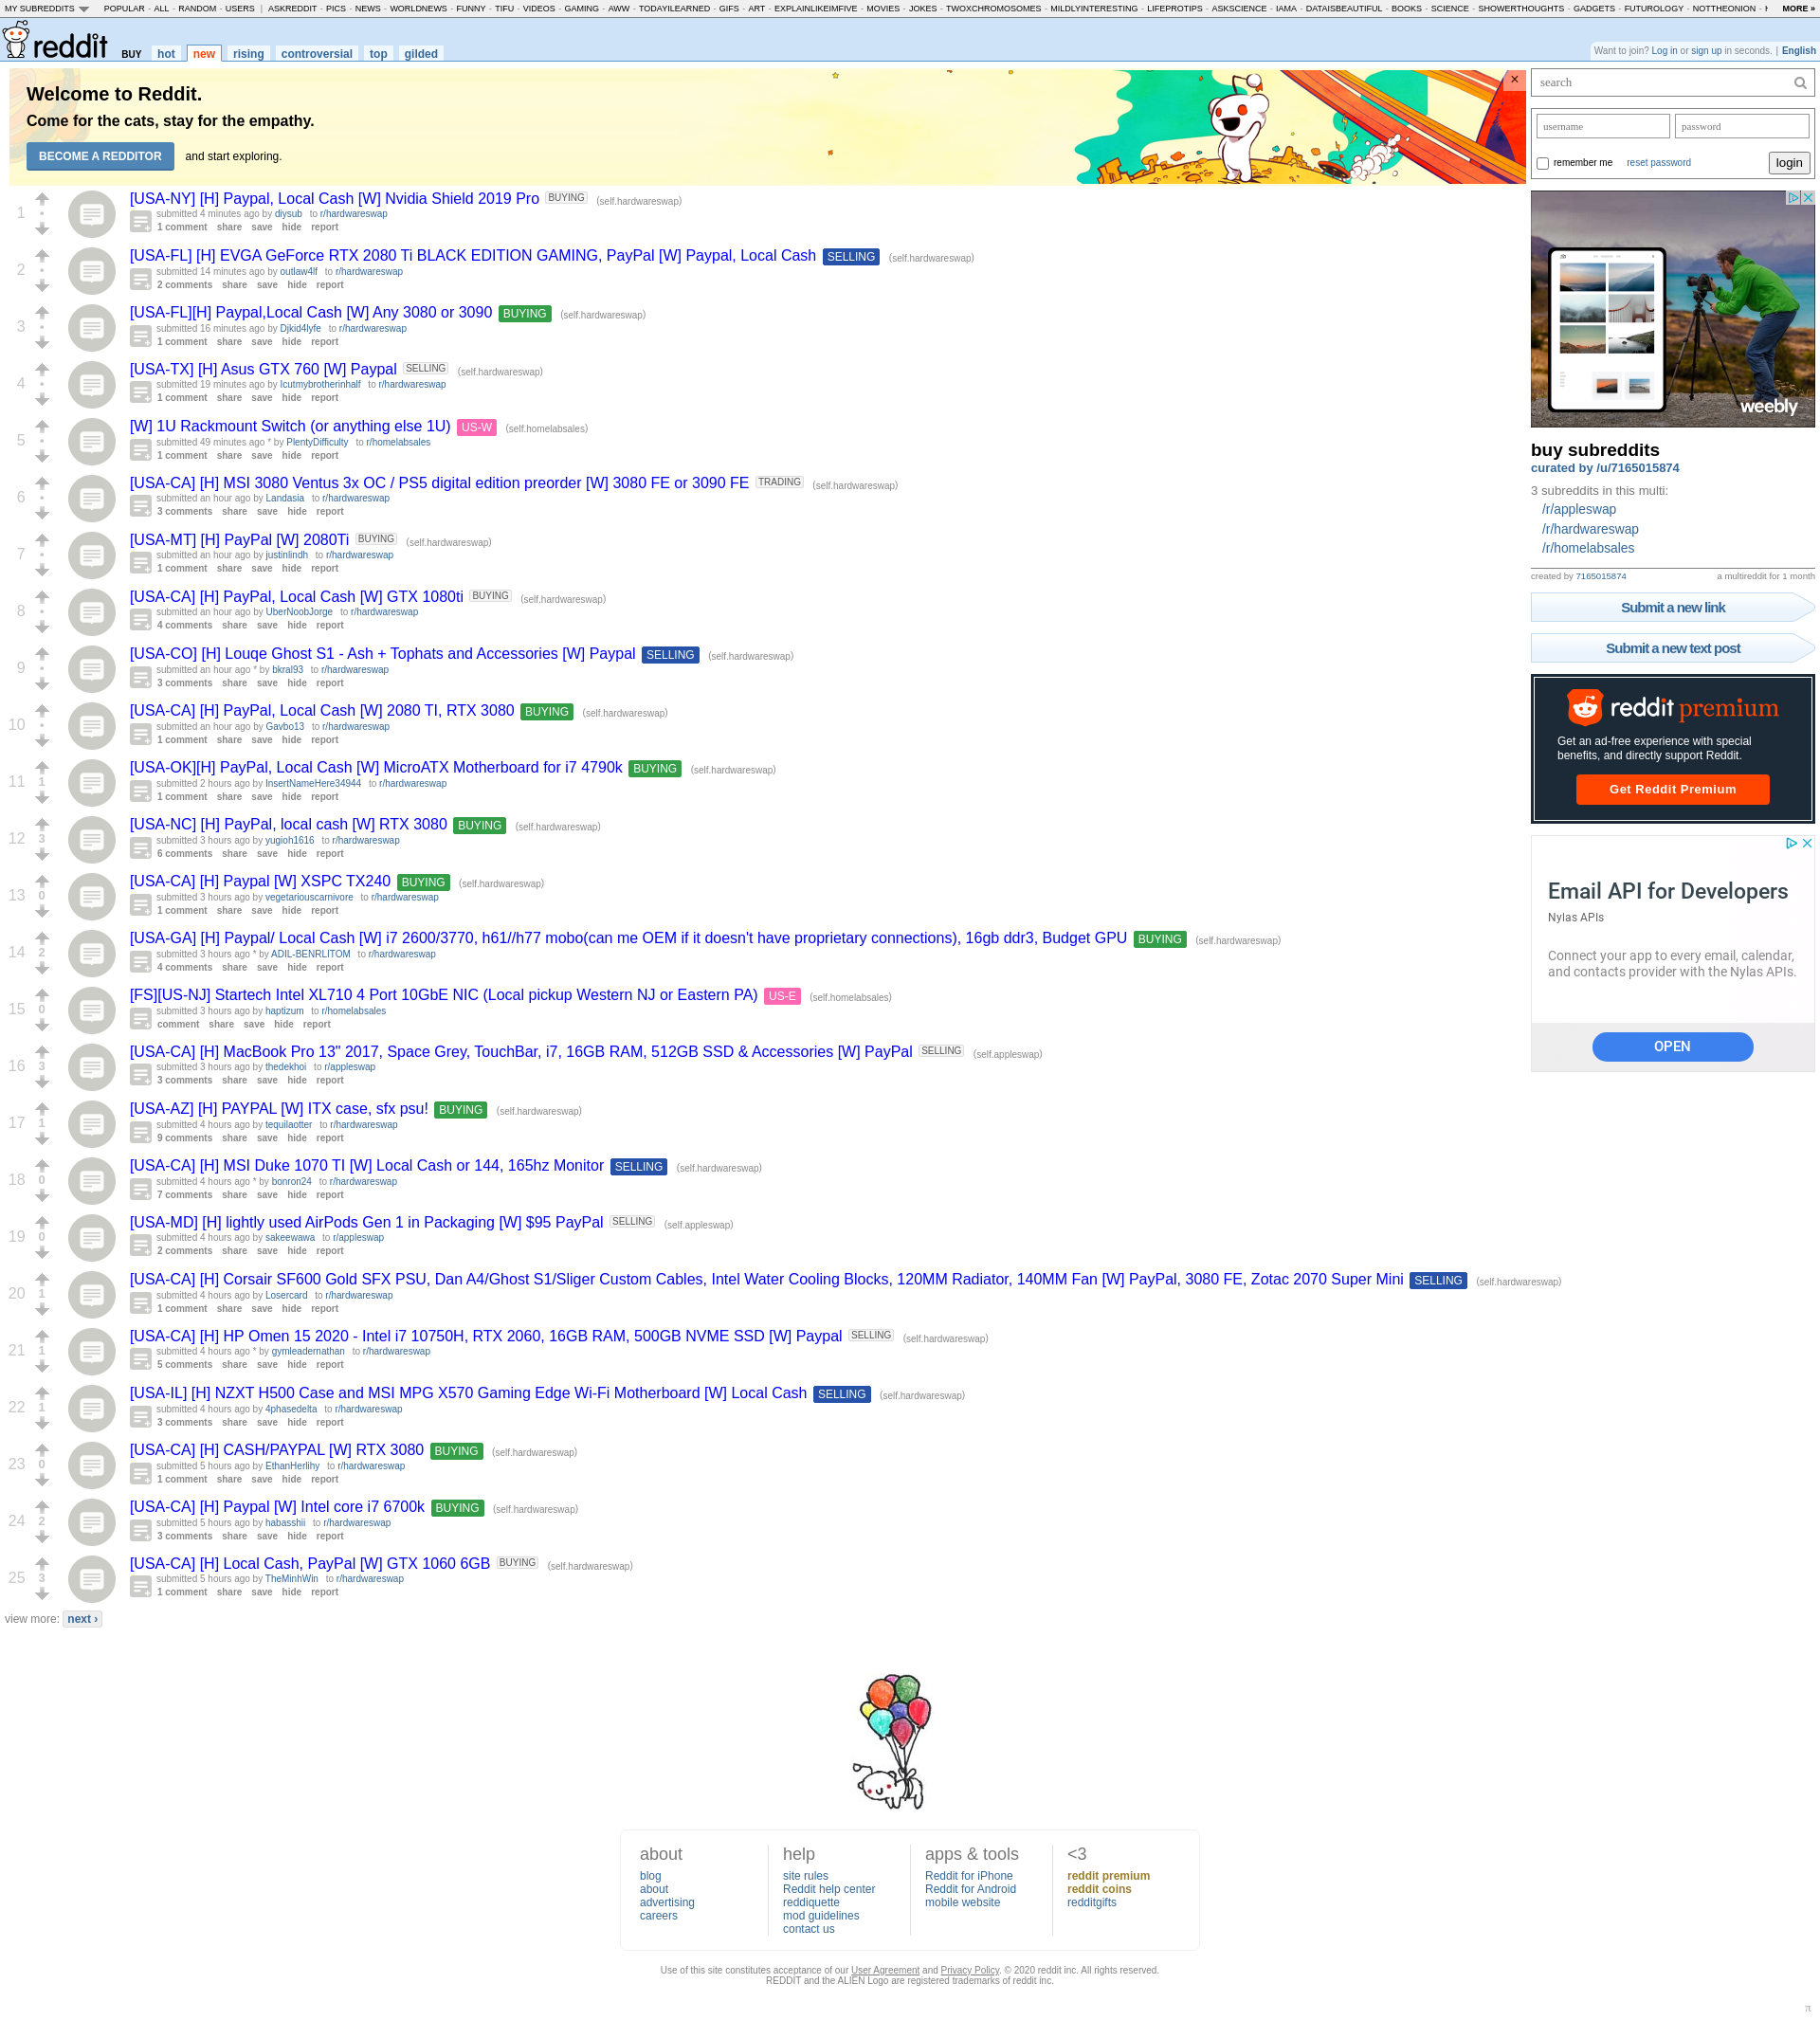 MY SUBREDDITS POPULAR - ALL - RANDOM - USERS | ASKREDDIT - PICS - NEWS - WORLDNEWS - FUNNY - TIFU - VIDEOS - GAMING - AWW - TODAYILEARNED - GIFS - ART - EXPLAINLIKEIMFIVE - MOVIES - JOKES - TWOXCHROMOSOMES - MILDLYINTERESTING - LIFEPROTIPS - ASKSCIENCE - IAMA - DATAISBEAUTIFUL - BOOKS - SCIENCE - SHOWERTHOUGHTS - GADGETS - FUTUROLOGY - NOTTHEONION - MORE »
reddit BUY hot new rising controversial top gilded
Want to join? Log in or sign up in seconds. | English
Welcome to Reddit.
Come for the cats, stay for the empathy.
BECOME A REDDITOR and start exploring.
×
1
[USA-NY] [H] Paypal, Local Cash [W] Nvidia Shield 2019 Pro BUYING (self.hardwareswap)
submitted 4 minutes ago by diysub to r/hardwareswap
1 comment share save hide report
2
[USA-FL] [H] EVGA GeForce RTX 2080 Ti BLACK EDITION GAMING, PayPal [W] Paypal, Local Cash SELLING (self.hardwareswap)
submitted 14 minutes ago by outlaw4lf to r/hardwareswap
2 comments share save hide report
3
[USA-FL][H] Paypal,Local Cash [W] Any 3080 or 3090 BUYING (self.hardwareswap)
submitted 16 minutes ago by Djkid4lyfe to r/hardwareswap
1 comment share save hide report
4
[USA-TX] [H] Asus GTX 760 [W] Paypal SELLING (self.hardwareswap)
submitted 19 minutes ago by Icutmybrotherinhalf to r/hardwareswap
1 comment share save hide report
5
[W] 1U Rackmount Switch (or anything else 1U) US-W (self.homelabsales)
submitted 49 minutes ago * by PlentyDifficulty to r/homelabsales
1 comment share save hide report
6
[USA-CA] [H] MSI 3080 Ventus 3x OC / PS5 digital edition preorder [W] 3080 FE or 3090 FE TRADING (self.hardwareswap)
submitted an hour ago by Landasia to r/hardwareswap
3 comments share save hide report
7
[USA-MT] [H] PayPal [W] 2080Ti BUYING (self.hardwareswap)
submitted an hour ago by justinlindh to r/hardwareswap
1 comment share save hide report
8
[USA-CA] [H] PayPal, Local Cash [W] GTX 1080ti BUYING (self.hardwareswap)
submitted an hour ago by UberNoobJorge to r/hardwareswap
4 comments share save hide report
9
[USA-CO] [H] Louqe Ghost S1 - Ash + Tophats and Accessories [W] Paypal SELLING (self.hardwareswap)
submitted an hour ago * by bkral93 to r/hardwareswap
3 comments share save hide report
10
[USA-CA] [H] PayPal, Local Cash [W] 2080 TI, RTX 3080 BUYING (self.hardwareswap)
submitted an hour ago by Gavbo13 to r/hardwareswap
1 comment share save hide report
11 1
[USA-OK][H] PayPal, Local Cash [W] MicroATX Motherboard for i7 4790k BUYING (self.hardwareswap)
submitted 2 hours ago by InsertNameHere34944 to r/hardwareswap
1 comment share save hide report
12 3
[USA-NC] [H] PayPal, local cash [W] RTX 3080 BUYING (self.hardwareswap)
submitted 3 hours ago by yugioh1616 to r/hardwareswap
6 comments share save hide report
13 0
[USA-CA] [H] Paypal [W] XSPC TX240 BUYING (self.hardwareswap)
submitted 3 hours ago by vegetariouscarnivore to r/hardwareswap
1 comment share save hide report
14 2
[USA-GA] [H] Paypal/ Local Cash [W] i7 2600/3770, h61//h77 mobo(can me OEM if it doesn't have proprietary connections), 16gb ddr3, Budget GPU BUYING (self.hardwareswap)
submitted 3 hours ago * by ADIL-BENRLITOM to r/hardwareswap
4 comments share save hide report
15 0
[FS][US-NJ] Startech Intel XL710 4 Port 10GbE NIC (Local pickup Western NJ or Eastern PA) US-E (self.homelabsales)
submitted 3 hours ago by haptizum to r/homelabsales
comment share save hide report
16 3
[USA-CA] [H] MacBook Pro 13" 2017, Space Grey, TouchBar, i7, 16GB RAM, 512GB SSD & Accessories [W] PayPal SELLING (self.appleswap)
submitted 3 hours ago by thedekhoi to r/appleswap
3 comments share save hide report
17 1
[USA-AZ] [H] PAYPAL [W] ITX case, sfx psu! BUYING (self.hardwareswap)
submitted 4 hours ago by tequilaotter to r/hardwareswap
9 comments share save hide report
18 0
[USA-CA] [H] MSI Duke 1070 TI [W] Local Cash or 144, 165hz Monitor SELLING (self.hardwareswap)
submitted 4 hours ago * by bonron24 to r/hardwareswap
7 comments share save hide report
19 0
[USA-MD] [H] lightly used AirPods Gen 1 in Packaging [W] $95 PayPal SELLING (self.appleswap)
submitted 4 hours ago by sakeewawa to r/appleswap
2 comments share save hide report
20 1
[USA-CA] [H] Corsair SF600 Gold SFX PSU, Dan A4/Ghost S1/Sliger Custom Cables, Intel Water Cooling Blocks, 120MM Radiator, 140MM Fan [W] PayPal, 3080 FE, Zotac 2070 Super Mini SELLING (self.hardwareswap)
submitted 4 hours ago by Losercard to r/hardwareswap
1 comment share save hide report
21 1
[USA-CA] [H] HP Omen 15 2020 - Intel i7 10750H, RTX 2060, 16GB RAM, 500GB NVME SSD [W] Paypal SELLING (self.hardwareswap)
submitted 4 hours ago * by gymleadernathan to r/hardwareswap
5 comments share save hide report
22 1
[USA-IL] [H] NZXT H500 Case and MSI MPG X570 Gaming Edge Wi-Fi Motherboard [W] Local Cash SELLING (self.hardwareswap)
submitted 4 hours ago by 4phasedelta to r/hardwareswap
3 comments share save hide report
23 0
[USA-CA] [H] CASH/PAYPAL [W] RTX 3080 BUYING (self.hardwareswap)
submitted 5 hours ago by EthanHerlihy to r/hardwareswap
1 comment share save hide report
24 2
[USA-CA] [H] Paypal [W] Intel core i7 6700k BUYING (self.hardwareswap)
submitted 5 hours ago by habasshii to r/hardwareswap
3 comments share save hide report
25 3
[USA-CA] [H] Local Cash, PayPal [W] GTX 1060 6GB BUYING (self.hardwareswap)
submitted 5 hours ago by TheMinhWin to r/hardwareswap
1 comment share save hide report
view more: next ›
search
username password
remember me reset password login
weebly
buy subreddits
curated by /u/7165015874
3 subreddits in this multi:
/r/appleswap
/r/hardwareswap
/r/homelabsales
created by 7165015874 a multireddit for 1 month
Submit a new link
Submit a new text post
reddit premium
Get an ad-free experience with special
benefits, and directly support Reddit.
Get Reddit Premium
Email API for Developers
Nylas APIs
Connect your app to every email, calendar,
and contacts provider with the Nylas APIs.
OPEN
about
blog
about
advertising
careers
help
site rules
Reddit help center
reddiquette
mod guidelines
contact us
apps & tools
Reddit for iPhone
Reddit for Android
mobile website
<3
reddit premium
reddit coins
redditgifts
Use of this site constitutes acceptance of our User Agreement and Privacy Policy. © 2020 reddit inc. All rights reserved.
REDDIT and the ALIEN Logo are registered trademarks of reddit inc.
π